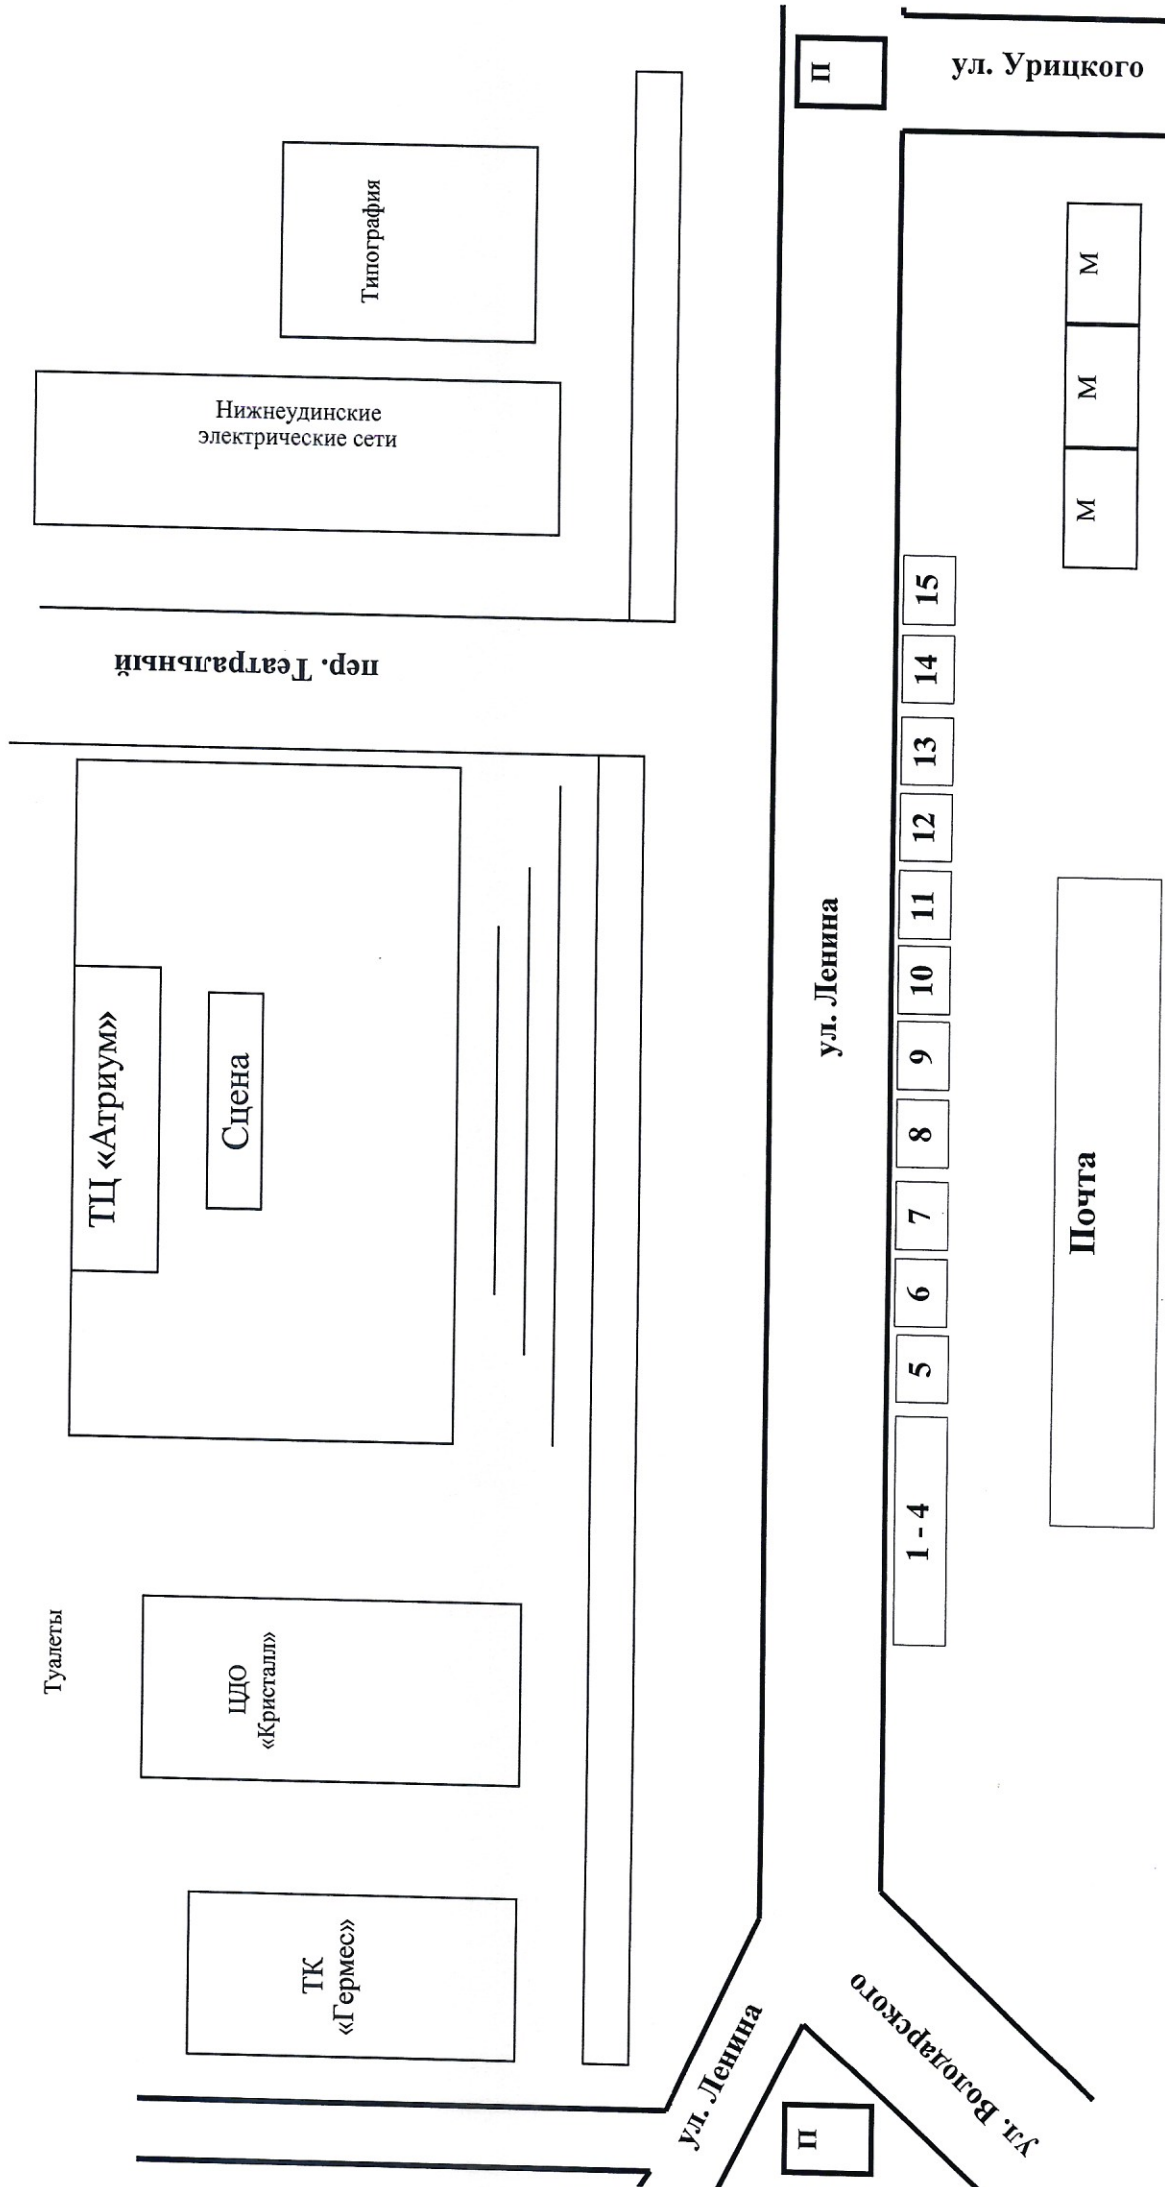 ул. Урицкого
П
Типография
Нижнеудинские
электрические сети
М
М
М
пер. Театральный
15
14
13
12
11
10
9
8
7
6
5
1 - 4
ул. Ленина
ТЦ «Атриум»
Сцена
Почта
Туалеты
ЦДО
«Кристалл»
ТК
«Гермес»
ул. Ленина
ул. Володарского
П